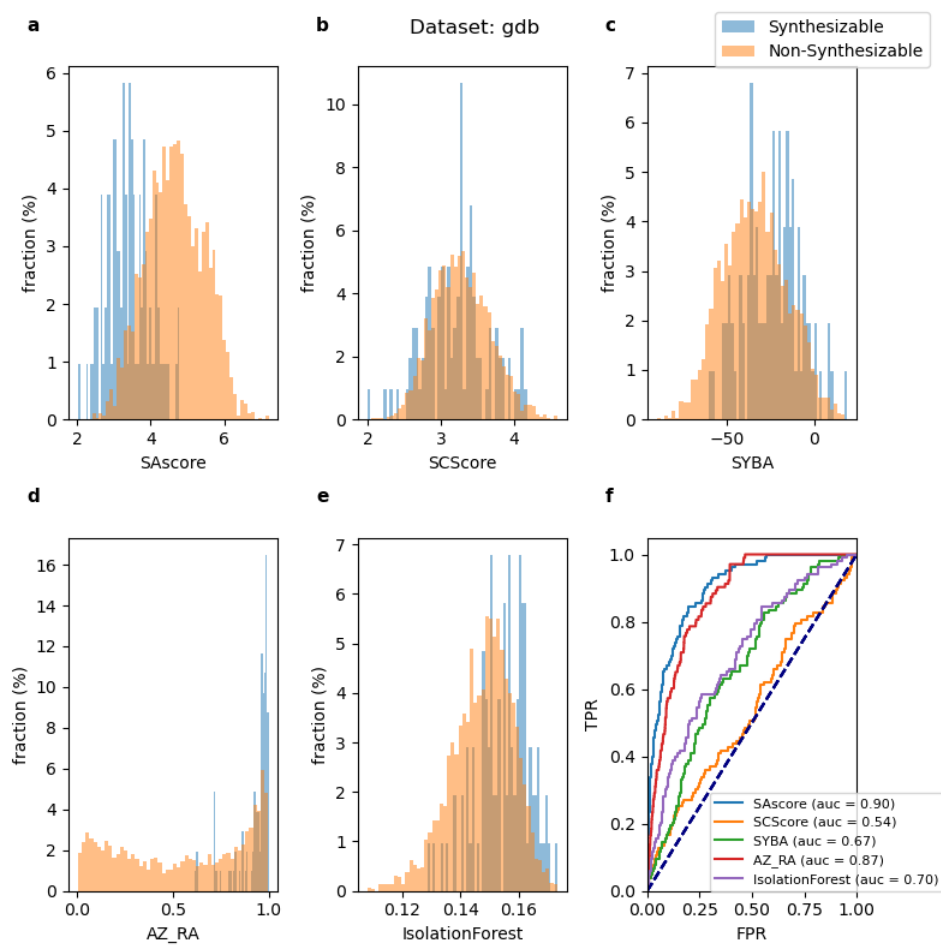 a
b
Dataset: gdb
c
Synthesizable
Non-Synthesizable
fraction (%)
0
1
2
3
4
5
6
2
4
6
SAscore
fraction (%)
0
2
4
6
8
10
2
3
4
SCScore
fraction (%)
0
1
2
3
4
5
6
7
−50
0
SYBA
d
e
f
fraction (%)
0
2
4
6
8
10
12
14
16
0.0
0.5
1.0
AZ_RA
fraction (%)
0
1
2
3
4
5
6
7
0.12
0.14
0.16
IsolationForest
TPR
0.0
0.2
0.4
0.6
0.8
1.0
SAscore (auc = 0.90)
SCScore (auc = 0.54)
SYBA (auc = 0.67)
AZ_RA (auc = 0.87)
IsolationForest (auc = 0.70)
0.00
0.25
0.50
0.75
1.00
FPR